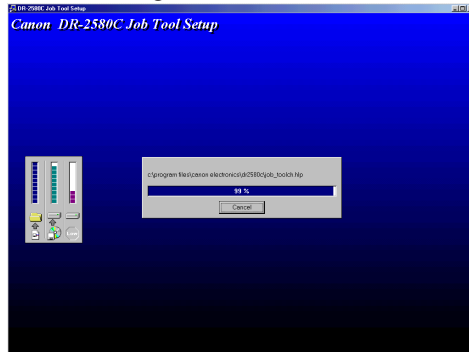 DR-2580C Job Tool Setup
Canon DR-2580C Job Tool Setup
c:\program files\canon electronics\dr2580c\job_toolch.hlp
99 %
Cancel